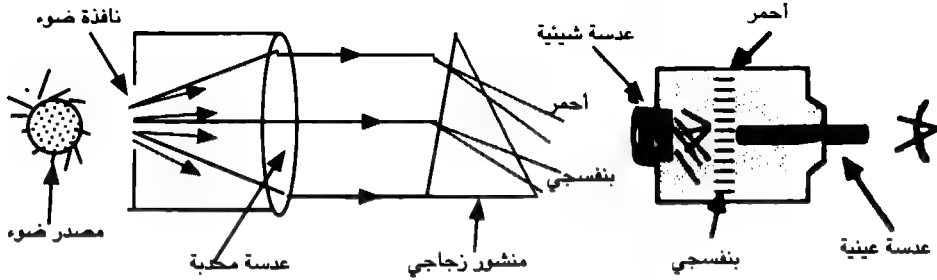 نافذة ضوء
أحمر
عدسة شيئية
أحمر
بنفسجي
مصدر ضوء
عدسة محدبة
منشور زجاجي
بنفسجي
عدسة عينية